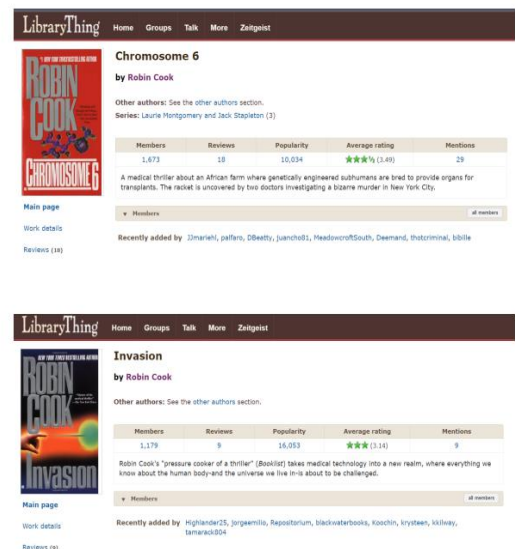 LibraryThing Home Groups Talk More Zeitgeist
ROBIN
COOK
CHROMOSOME 6
Chromosome 6
by Robin Cook
Other authors: See the other authors section.
Series: Laurie Montgomery and Jack Stapleton (3)
Members Reviews Popularity Average rating Mentions
1,673 18 10,034 ★★★½ (3.49) 29
A medical thriller about an African farm where genetically engineered subhumans are bred to provide organs for
transplants. The racket is uncovered by two doctors investigating a bizarre murder in New York City.
Main page
Work details
Reviews (18)
▼ Members all members
Recently added by JJmariehl, palfaro, DBeatty, juancho81, MeadowcroftSouth, Deemand, thotcriminal, bibille
LibraryThing Home Groups Talk More Zeitgeist
ROBIN
COOK
Invasion
Invasion
by Robin Cook
Other authors: See the other authors section.
Members Reviews Popularity Average rating Mentions
1,179 9 16,053 ★★★ (3.14) 9
Robin Cook's "pressure cooker of a thriller" (Booklist) takes medical technology into a new realm, where everything we
know about the human body-and the universe we live in-is about to be challenged.
Main page
Work details
Reviews (9)
▼ Members all members
Recently added by Highlander25, jorgeemilio, Repositorium, blackwaterbooks, Koochin, krysteen, kkilway,
tamarack804